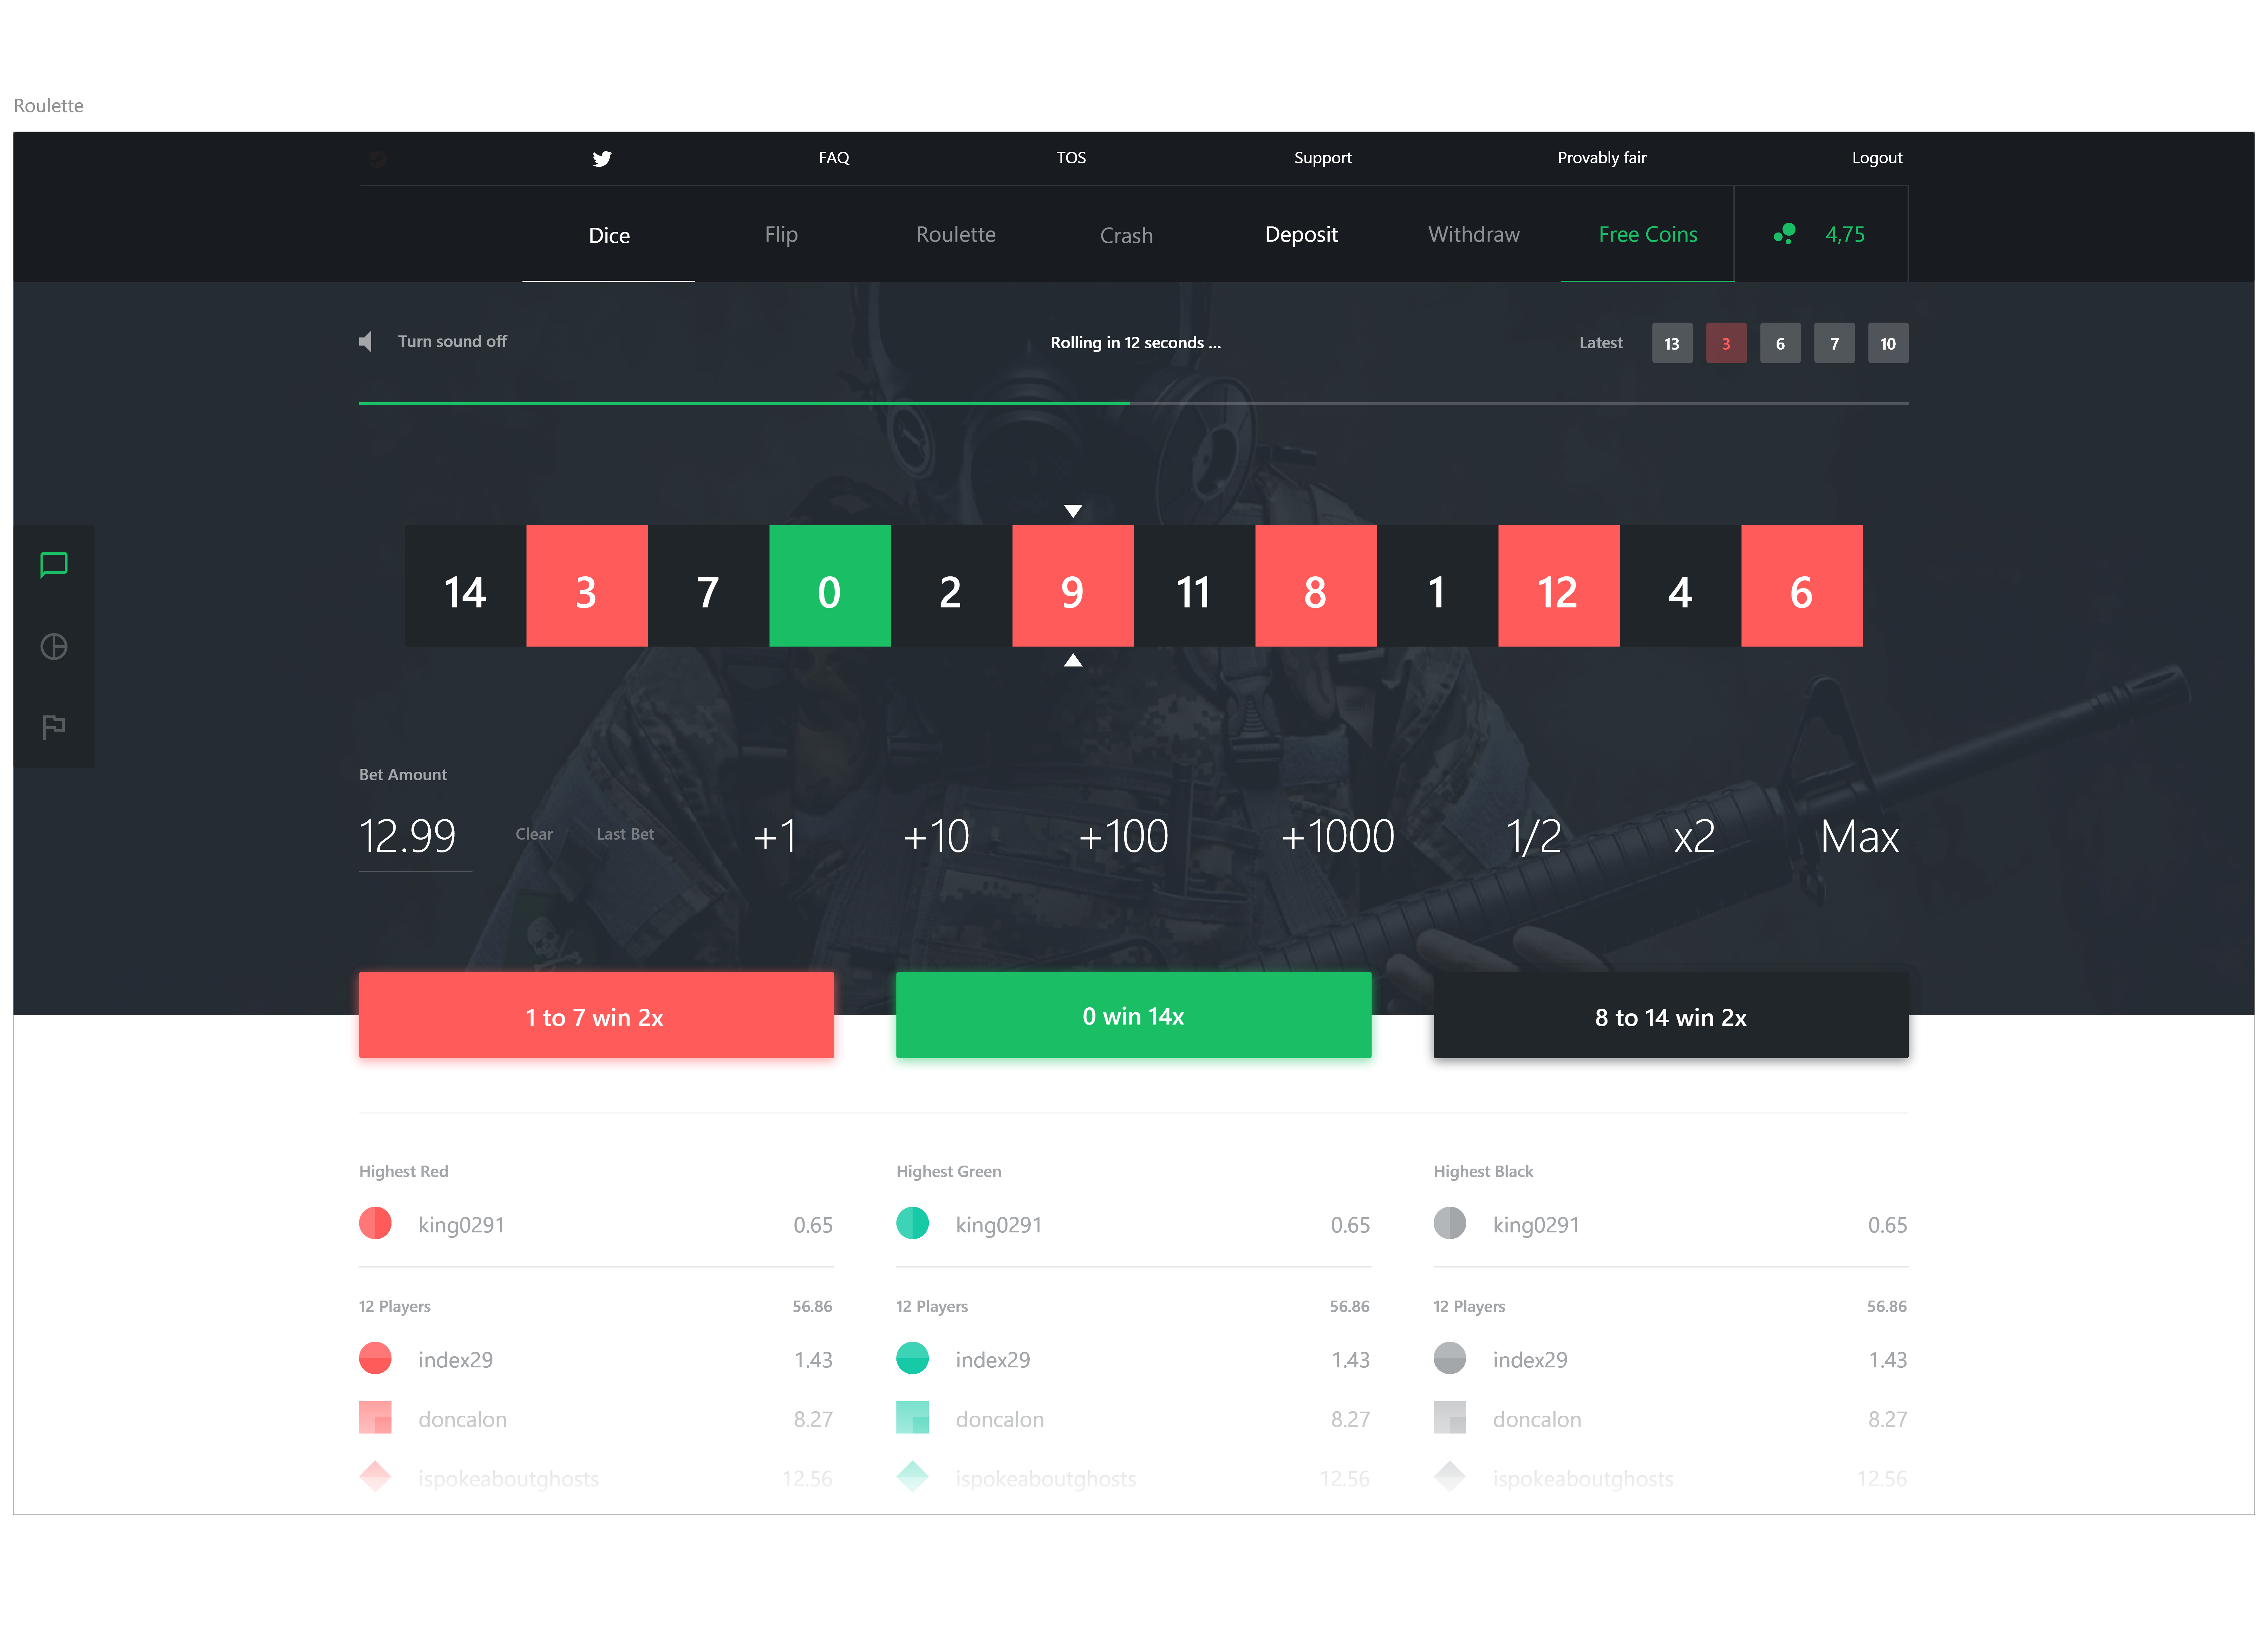 Roulette
FAQ TOS Support Provably fair Logout
Dice Flip Roulette Crash Deposit Withdraw Free Coins 4,75
Turn sound off Rolling in 12 seconds ... Latest 13 3 6 7 10
14 3 7 0 2 9 11 8 1 12 4 6
Bet Amount
12.99 Clear Last Bet +1 +10 +100 +1000 1/2 x2 Max
1 to 7 win 2x 0 win 14x 8 to 14 win 2x
Highest Red Highest Green Highest Black
king0291 0.65 king0291 0.65 king0291 0.65
12 Players 56.86 12 Players 56.86 12 Players 56.86
index29 1.43 index29 1.43 index29 1.43
doncalon 8.27 doncalon 8.27 doncalon 8.27
ispokeaboutghosts 12.56 ispokeaboutghosts 12.56 ispokeaboutghosts 12.56